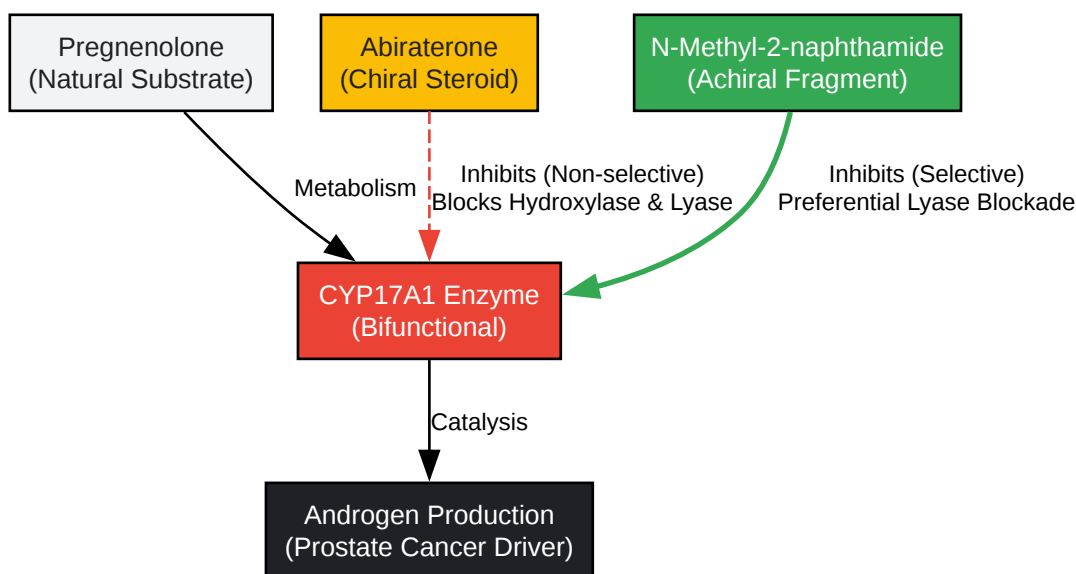 Pregnenolone
(Natural Substrate)
Abiraterone
(Chiral Steroid)
N-Methyl-2-naphthamide
(Achiral Fragment)
Metabolism
Inhibits (Non-selective)
Blocks Hydroxylase & Lyase
Inhibits (Selective)
Preferential Lyase Blockade
CYP17A1 Enzyme
(Bifunctional)
Catalysis
Androgen Production
(Prostate Cancer Driver)